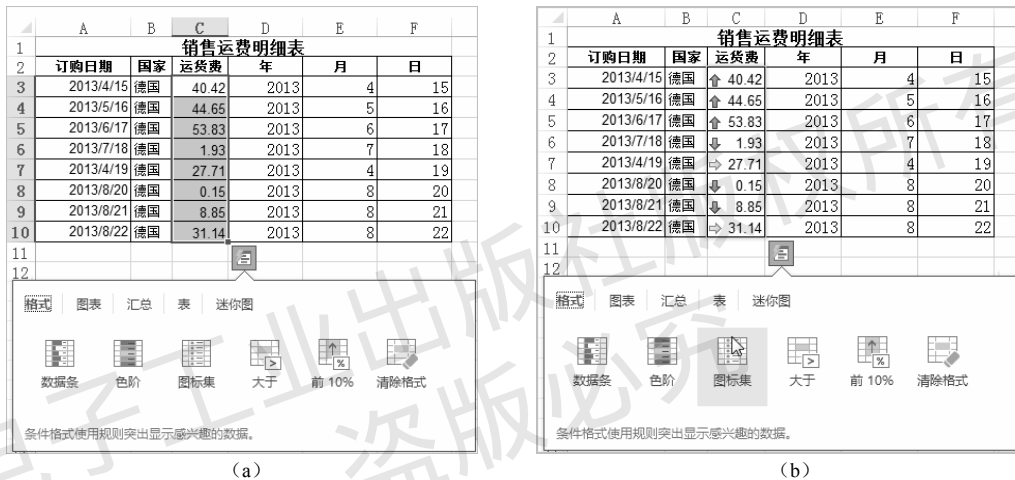 A B C D E F
1 销售运费明细表
2 订购日期 国家 运货费 年 月 日
3 2013/4/15 德国 40.42 2013 4 15
4 2013/5/16 德国 44.65 2013 5 16
5 2013/6/17 德国 53.83 2013 6 17
6 2013/7/18 德国 1.93 2013 7 18
7 2013/4/19 德国 27.71 2013 4 19
8 2013/8/20 德国 0.15 2013 8 20
9 2013/8/21 德国 8.85 2013 8 21
10 2013/8/22 德国 31.14 2013 8 22
11
12
格式 图表 汇总 表 迷你图
数据条 色阶 图标集 大于 前 10% 清除格式
条件格式使用规则突出显示感兴趣的数据。
（a）
A B C D E F
1 销售运费明细表
2 订购日期 国家 运货费 年 月 日
3 2013/4/15 德国 40.42 2013 4 15
4 2013/5/16 德国 44.65 2013 5 16
5 2013/6/17 德国 53.83 2013 6 17
6 2013/7/18 德国 1.93 2013 7 18
7 2013/4/19 德国 27.71 2013 4 19
8 2013/8/20 德国 0.15 2013 8 20
9 2013/8/21 德国 8.85 2013 8 21
10 2013/8/22 德国 31.14 2013 8 22
11
12
格式 图表 汇总 表 迷你图
数据条 色阶 图标集 大于 前 10% 清除格式
条件格式使用规则突出显示感兴趣的数据。
（b）
电子工业出版社版权所有
盗版必究